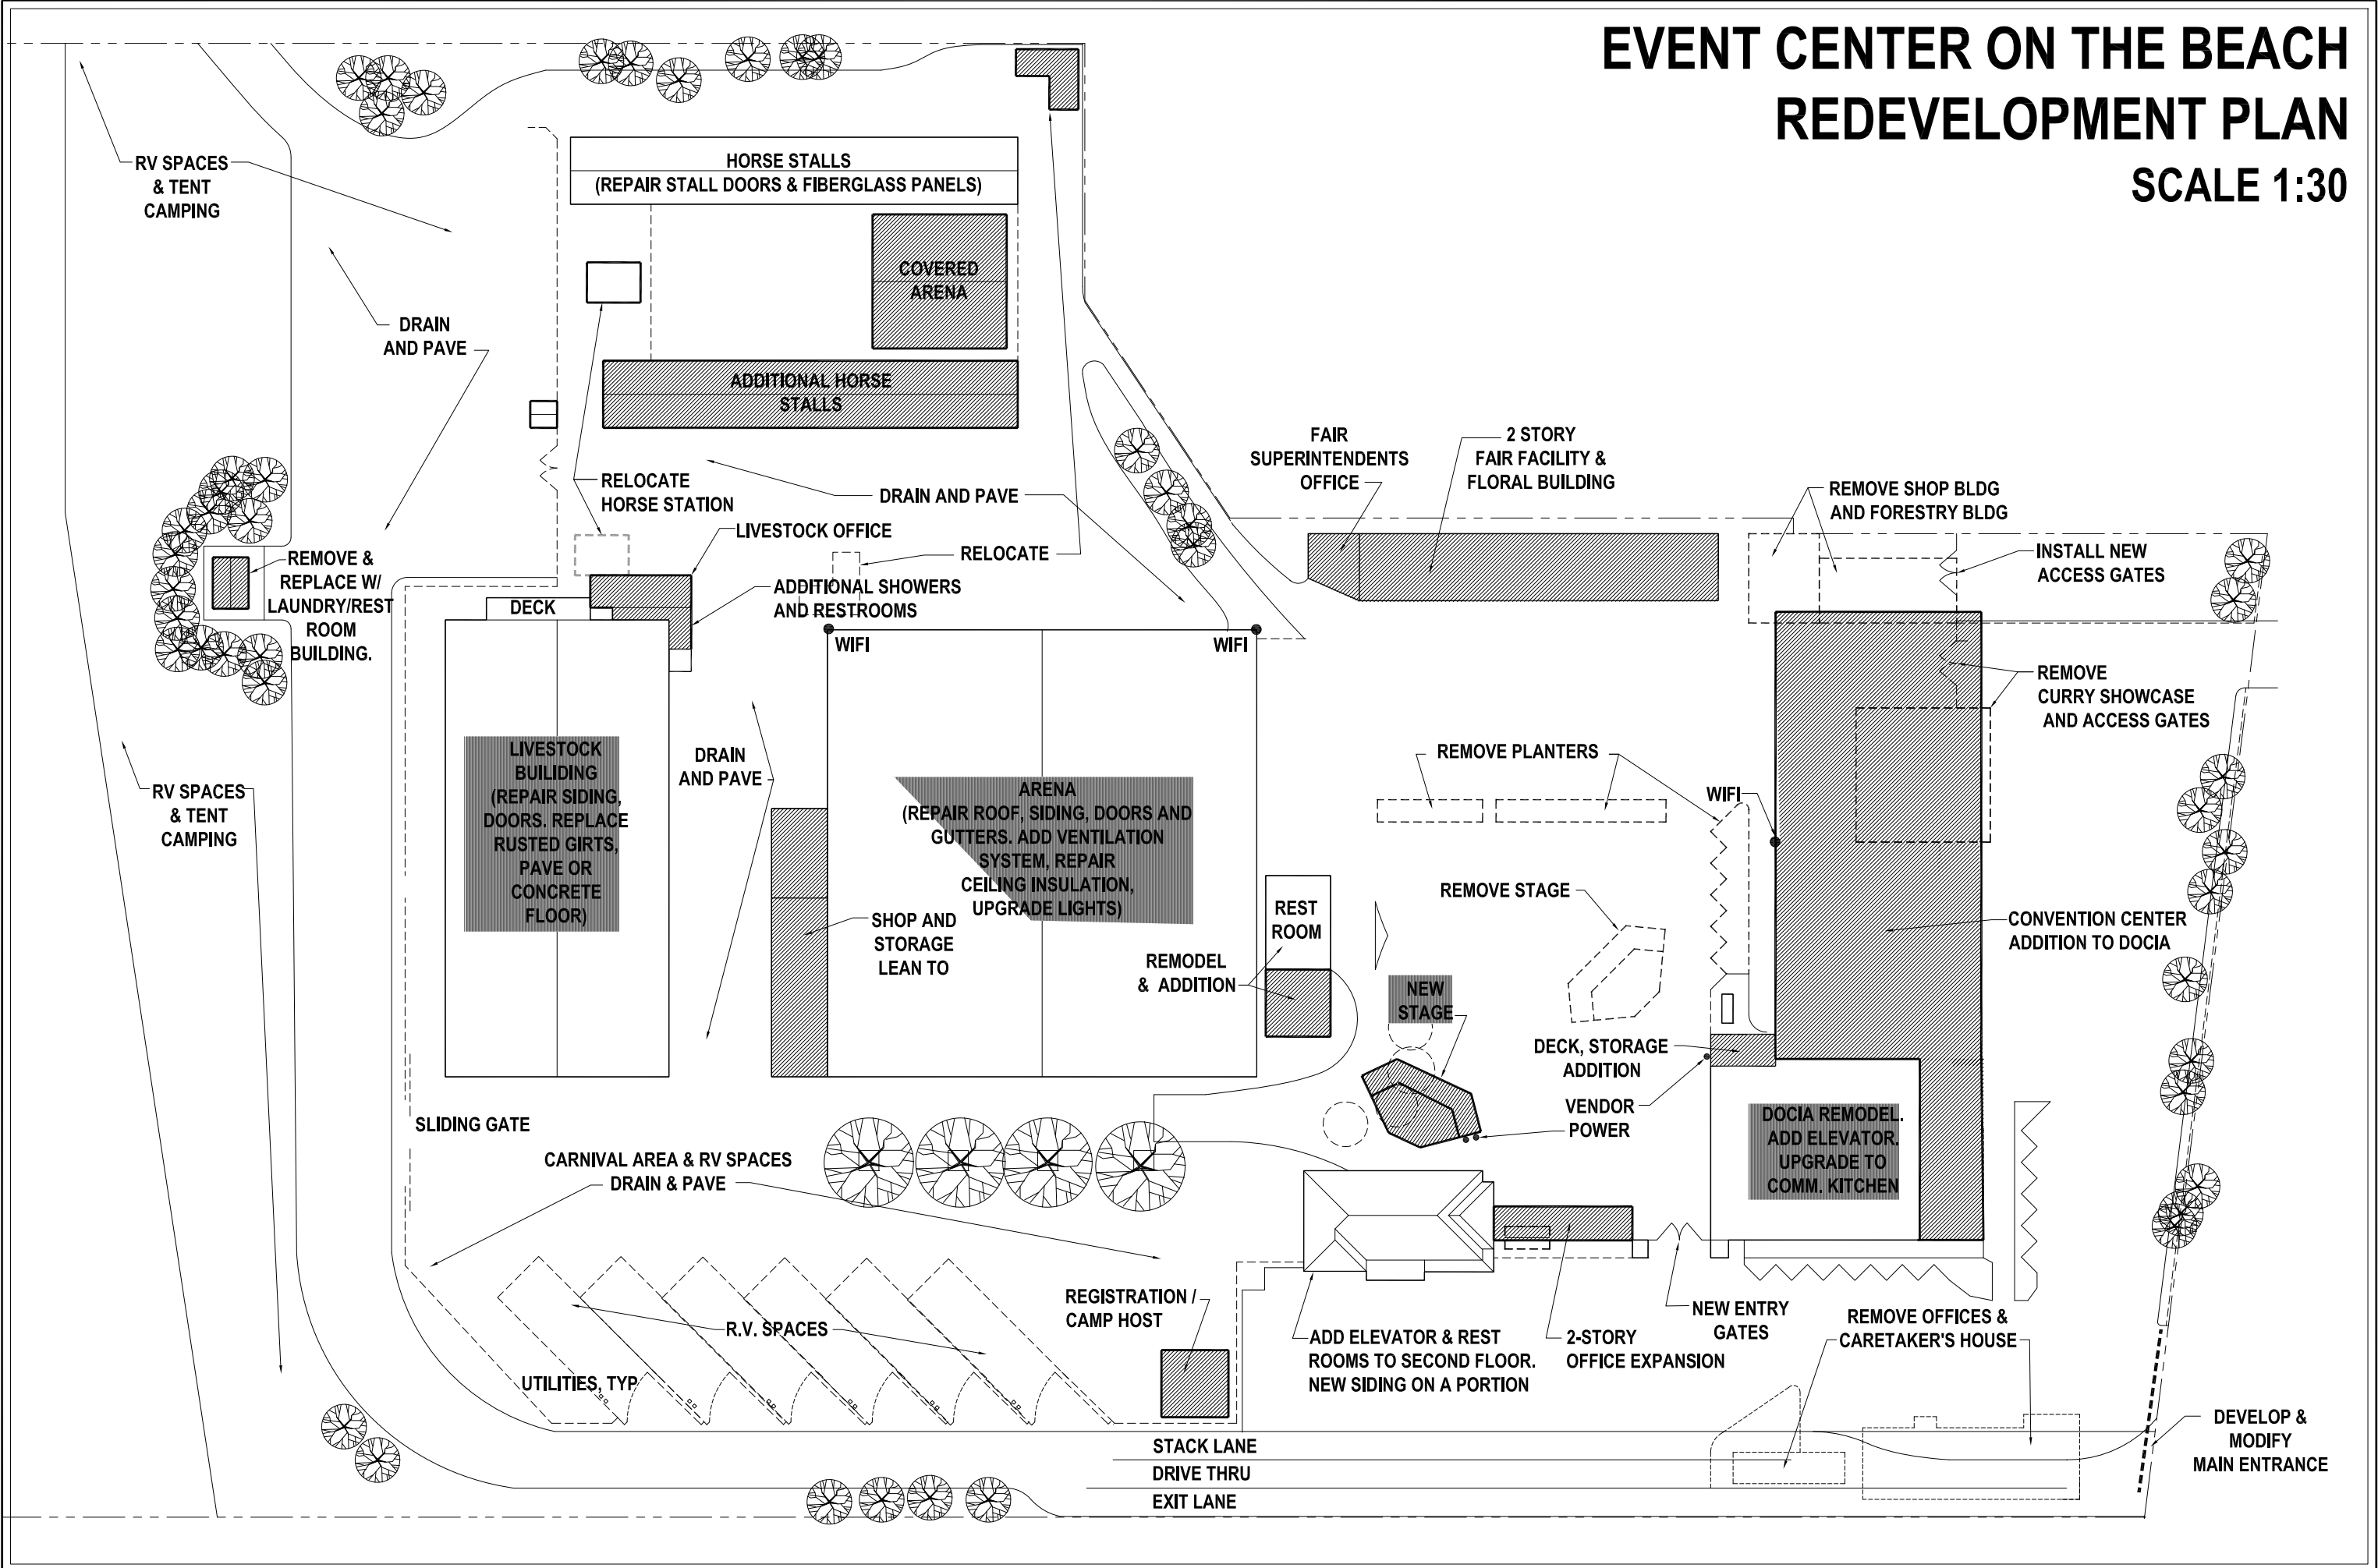 EVENT CENTER ON THE BEACH
REDEVELOPMENT PLAN
SCALE 1:30
RV SPACES
& TENT
CAMPING
HORSE STALLS
(REPAIR STALL DOORS & FIBERGLASS PANELS)
COVERED
ARENA
DRAIN
AND PAVE
ADDITIONAL HORSE
STALLS
RELOCATE
HORSE STATION
DRAIN AND PAVE
LIVESTOCK OFFICE
RELOCATE
ADDITIONAL SHOWERS
AND RESTROOMS
FAIR
SUPERINTENDENTS
OFFICE
2 STORY
FAIR FACILITY &
FLORAL BUILDING
REMOVE SHOP BLDG
AND FORESTRY BLDG
INSTALL NEW
ACCESS GATES
REMOVE &
REPLACE W/
LAUNDRY/REST
ROOM
BUILDING.
DECK
WIFI
WIFI
REMOVE
CURRY SHOWCASE
AND ACCESS GATES
LIVESTOCK
BUILIDING
(REPAIR SIDING,
DOORS. REPLACE
RUSTED GIRTS,
PAVE OR
CONCRETE
FLOOR)
DRAIN
AND PAVE
ARENA
(REPAIR ROOF, SIDING, DOORS AND
GUTTERS. ADD VENTILATION
SYSTEM, REPAIR
CEILING INSULATION,
UPGRADE LIGHTS)
REMOVE PLANTERS
WIFI
RV SPACES
& TENT
CAMPING
SHOP AND
STORAGE
LEAN TO
REST
ROOM
REMODEL
& ADDITION
REMOVE STAGE
CONVENTION CENTER
ADDITION TO DOCIA
NEW
STAGE
DECK, STORAGE
ADDITION
VENDOR
POWER
DOCIA REMODEL.
ADD ELEVATOR.
UPGRADE TO
COMM. KITCHEN
SLIDING GATE
CARNIVAL AREA & RV SPACES
DRAIN & PAVE
R.V. SPACES
UTILITIES, TYP
REGISTRATION /
CAMP HOST
ADD ELEVATOR & REST
ROOMS TO SECOND FLOOR.
NEW SIDING ON A PORTION
2-STORY
OFFICE EXPANSION
NEW ENTRY
GATES
REMOVE OFFICES &
CARETAKER'S HOUSE
DEVELOP &
MODIFY
MAIN ENTRANCE
STACK LANE
DRIVE THRU
EXIT LANE